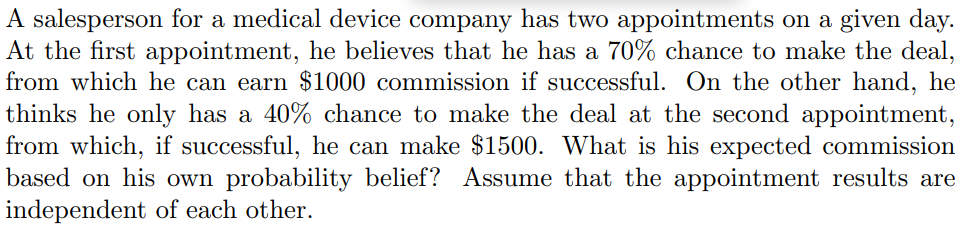 A salesperson for a medical device company has two appointments on a given day.
At the first appointment, he believes that he has a 70% chance to make the deal,
from which he can earn $1000 commission if successful. On the other hand, he
thinks he only has a 40% chance to make the deal at the second appointment,
from which, if successful, he can make $1500. What is his expected commission
based on his own probability belief? Assume that the appointment results are
independent of each other.